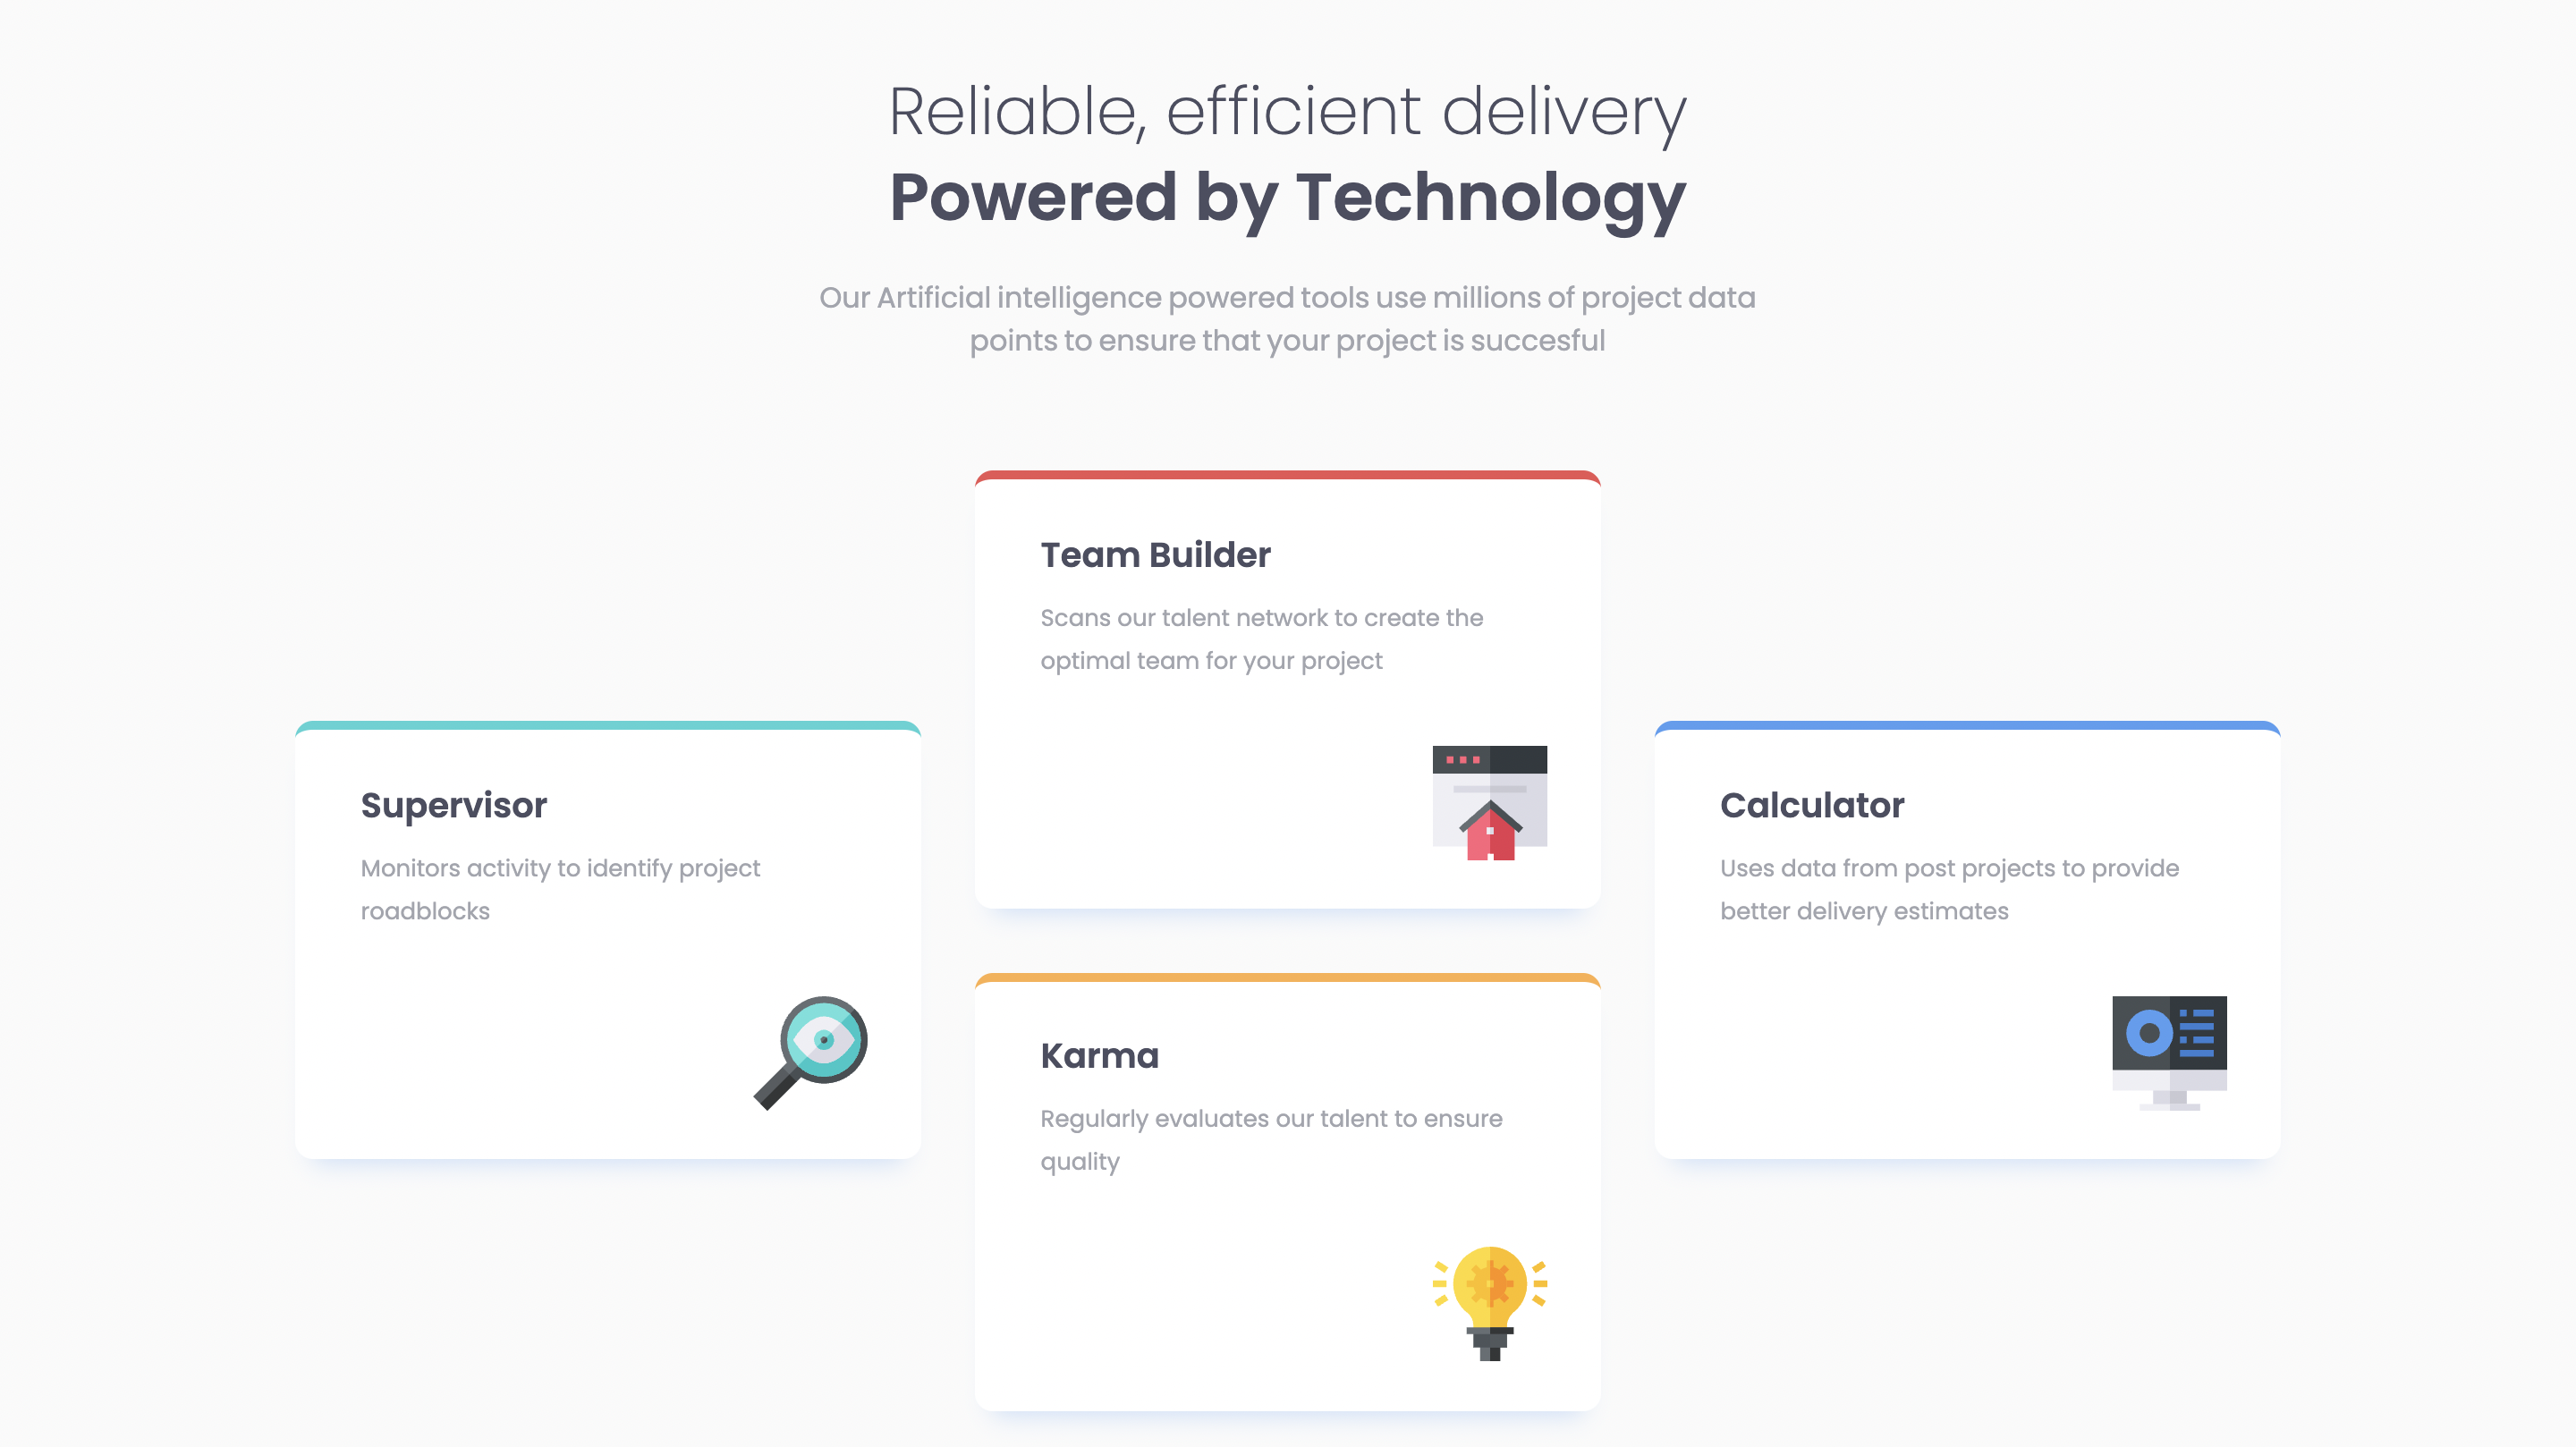 Reliable, efficient delivery
Powered by Technology
Our Artificial intelligence powered tools use millions of project data
points to ensure that your project is succesful
Team Builder
Scans our talent network to create the
optimal team for your project
Supervisor
Monitors activity to identify project
roadblocks
Calculator
Uses data from post projects to provide
better delivery estimates
Karma
Regularly evaluates our talent to ensure
quality